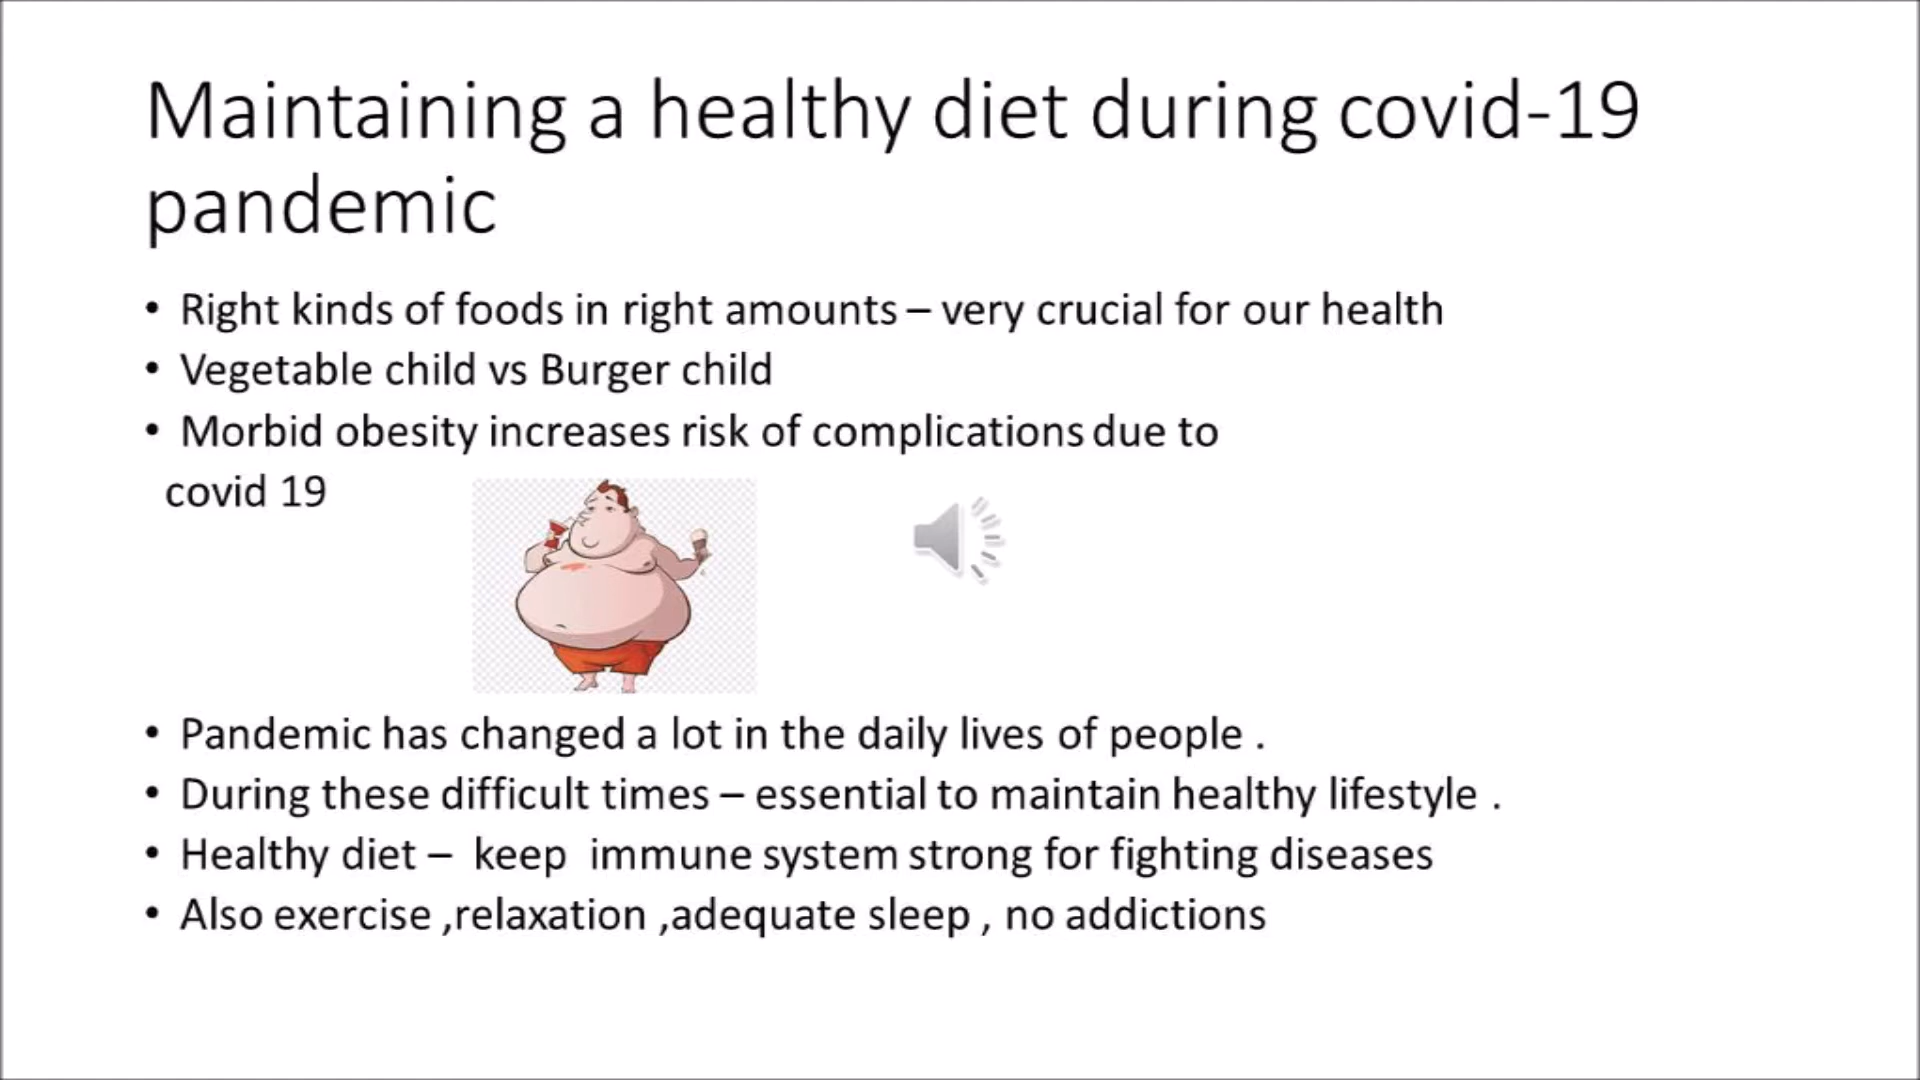 Maintaining a healthy diet during covid-19
pandemic
• Right kinds of foods in right amounts – very crucial for our health
• Vegetable child vs Burger child
• Morbid obesity increases risk of complications due to
covid 19
• Pandemic has changed a lot in the daily lives of people .
• During these difficult times – essential to maintain healthy lifestyle .
• Healthy diet –  keep  immune system strong for fighting diseases
• Also exercise ,relaxation ,adequate sleep , no addictions